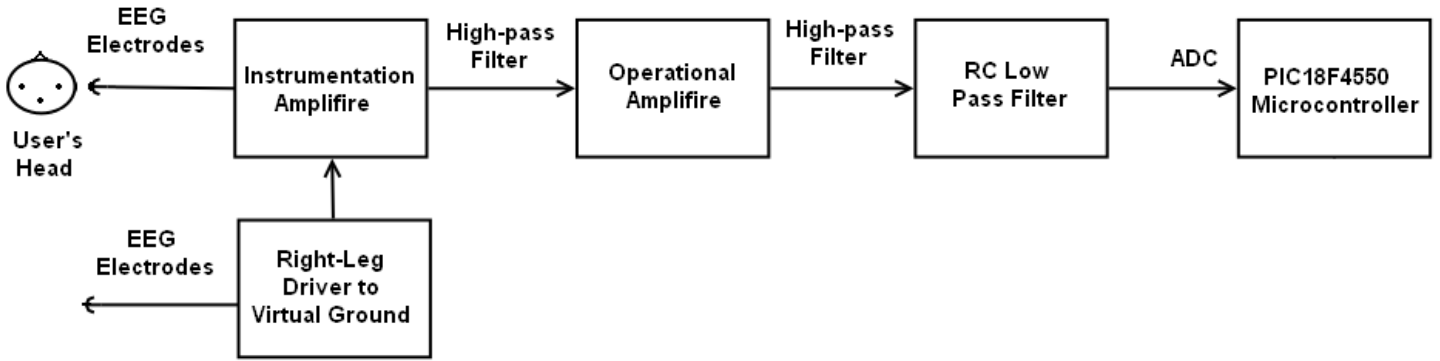 EEG
Electrodes
User's
Head
Instrumentation
Amplifire
High-pass
Filter
Operational
Amplifire
High-pass
Filter
RC Low
Pass Filter
ADC
PIC18F4550
Microcontroller
EEG
Electrodes
Right-Leg
Driver to
Virtual Ground